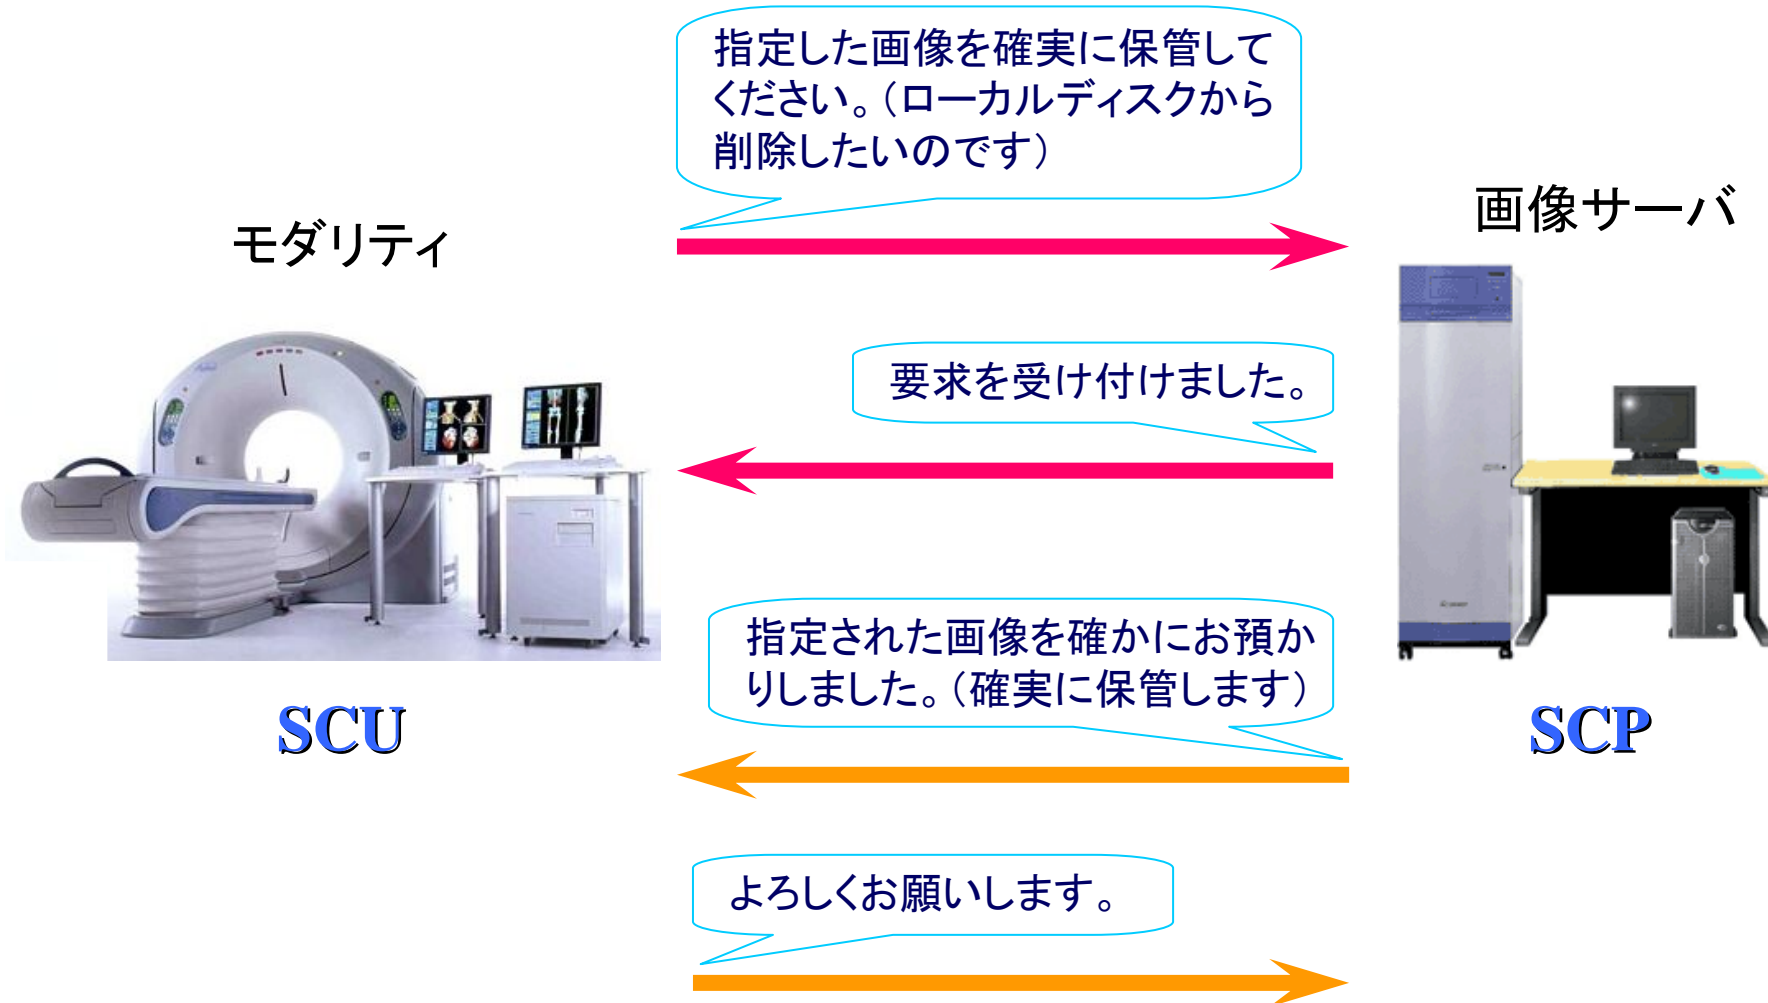 指定した画像を確実に保管して
ください。（ローカルディスクから
削除したいのです）
画像サーバ
モダリティ
要求を受け付けました。
指定された画像を確かにお預か
りしました。（確実に保管します）
SCU
SCP
よろしくお願いします。